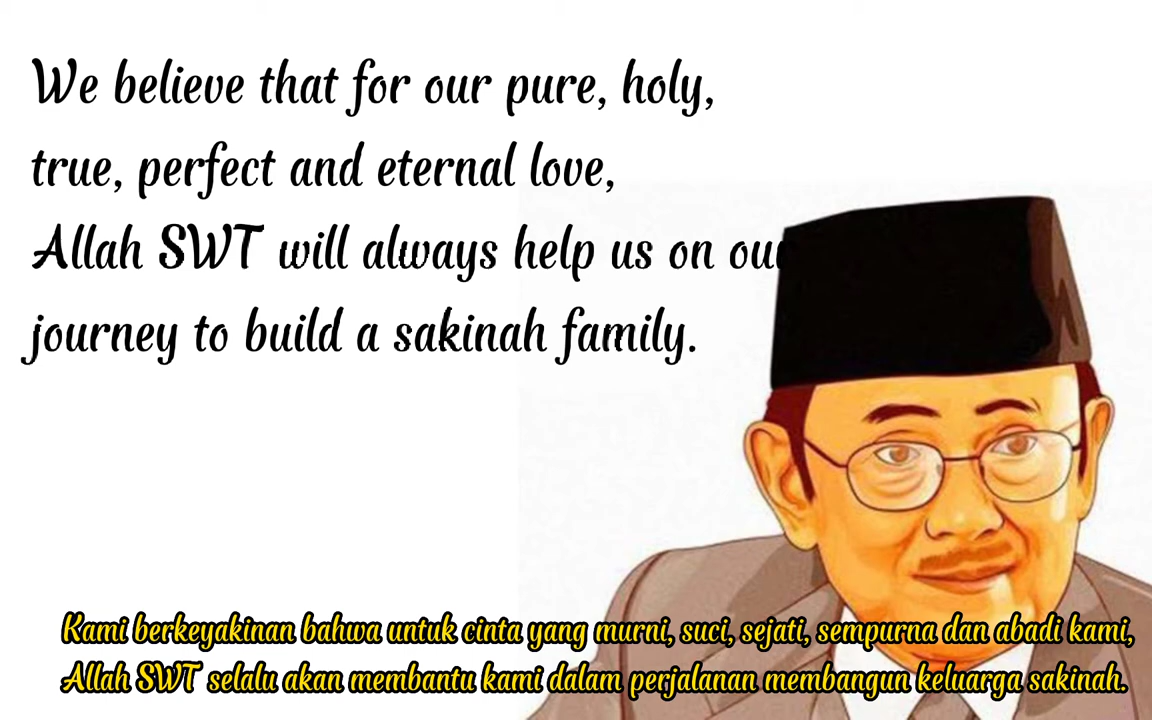 We believe that for our pure, holy,
true, perfect and eternal love,
Allah SWT will always help us on our
journey to build a sakinah family.
Kami berkeyakinan bahwa untuk cinta yang murni, suci, sejati, sempurna dan abadi kami,
Allah SWT selalu akan membantu kami dalam perjalanan membangun keluarga sakinah.